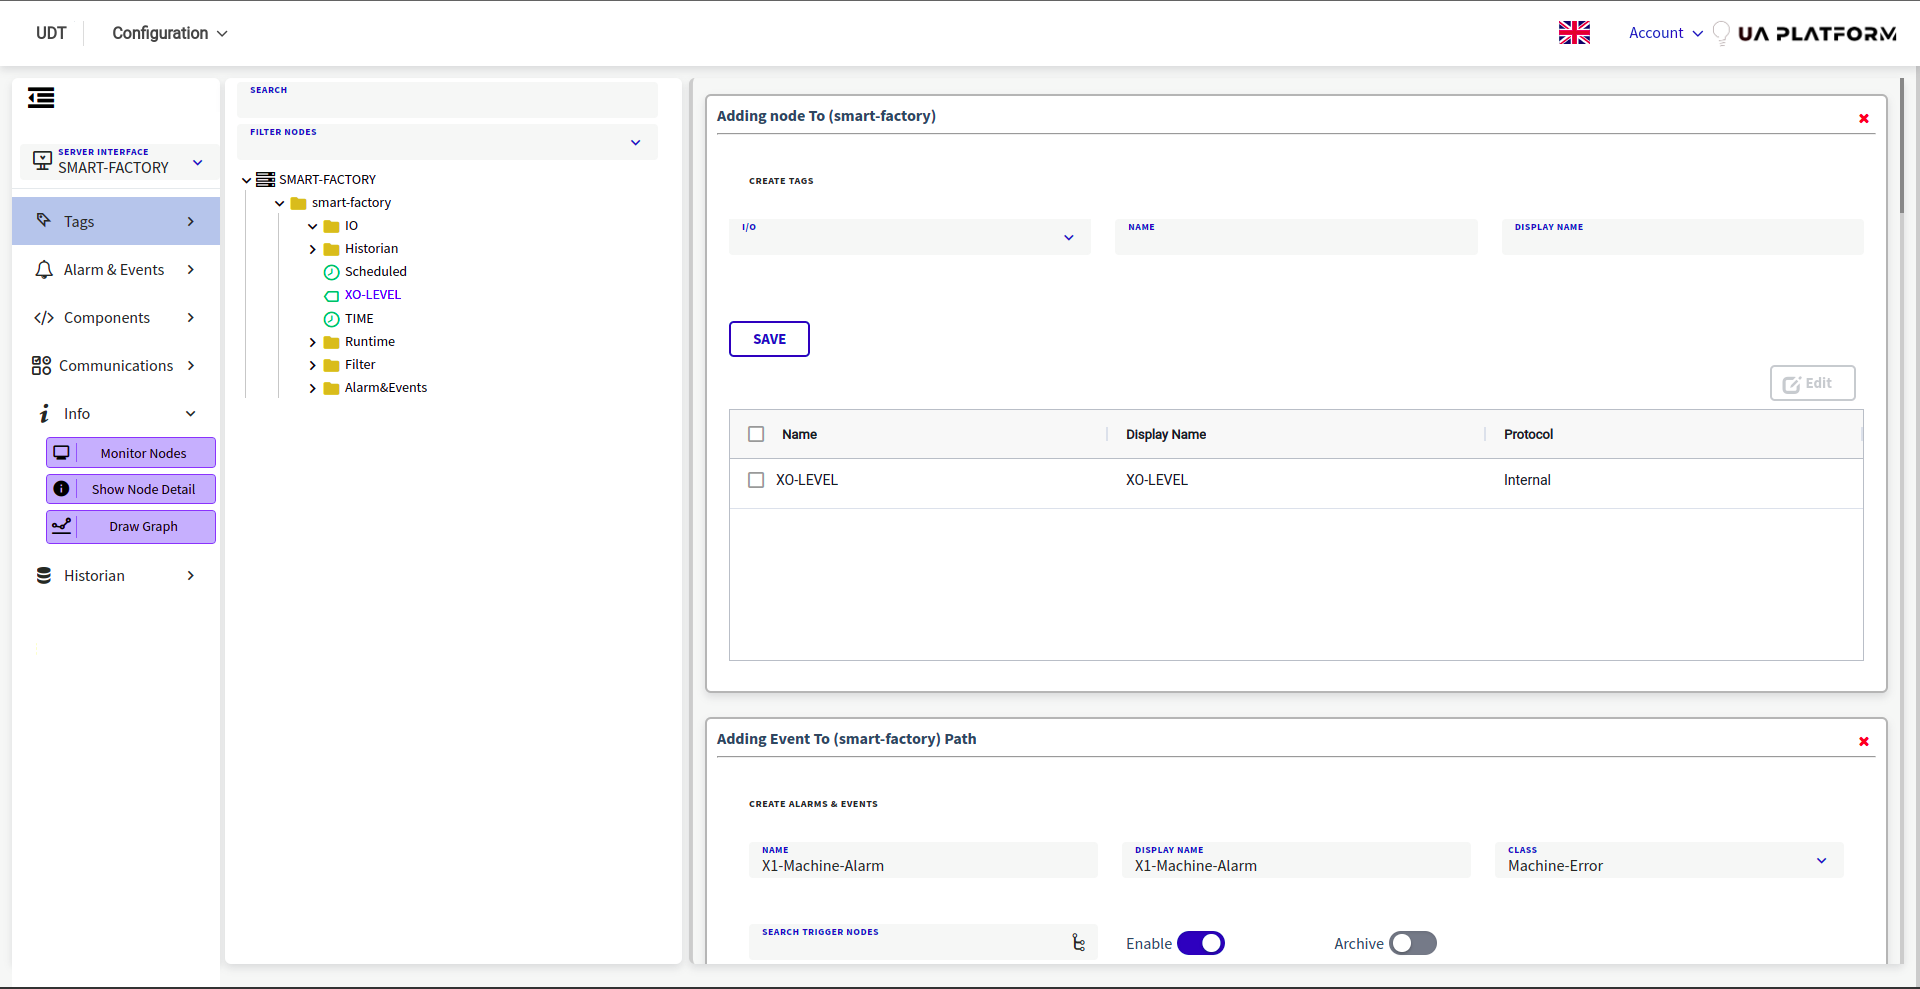 UDT
Configuration
Account
UA PLATFORM
SERVER INTERFACE
SMART-FACTORY
Tags
Alarm & Events
Components
Communications
Info
Monitor Nodes
Show Node Detail
Draw Graph
Historian
SEARCH
FILTER NODES
SMART-FACTORY
smart-factory
IO
Historian
Scheduled
XO-LEVEL
TIME
Runtime
Filter
Alarm&Events
Adding node To (smart-factory)
CREATE TAGS
I/O NAME DISPLAY NAME
SAVE
Edit
Name Display Name Protocol
XO-LEVEL XO-LEVEL Internal
Adding Event To (smart-factory) Path
CREATE ALARMS & EVENTS
NAME DISPLAY NAME CLASS
X1-Machine-Alarm X1-Machine-Alarm Machine-Error
SEARCH TRIGGER NODES
Enable Archive